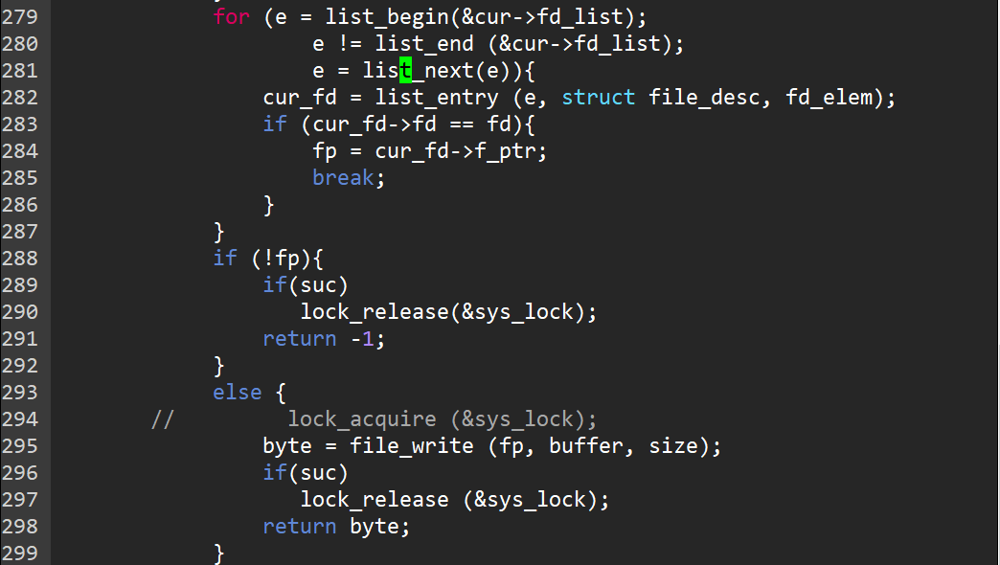 279 for (e = list_begin(&cur->fd_list);
280 e != list_end (&cur->fd_list);
281 e = list_next(e)){
282 cur_fd = list_entry (e, struct file_desc, fd_elem);
283 if (cur_fd->fd == fd){
284 fp = cur_fd->f_ptr;
285 break;
286 }
287 }
288 if (!fp){
289 if(suc)
290 lock_release(&sys_lock);
291 return -1;
292 }
293 else {
294 // lock_acquire (&sys_lock);
295 byte = file_write (fp, buffer, size);
296 if(suc)
297 lock_release (&sys_lock);
298 return byte;
299 }